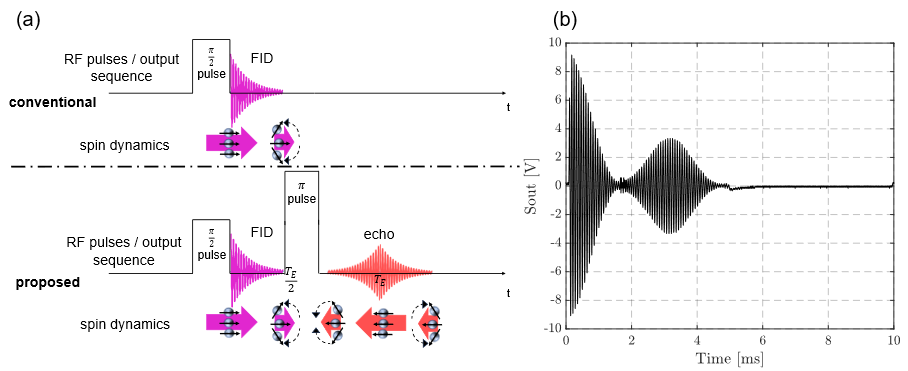 (a)
RF pulses / output
sequence
π/2
pulse
FID
conventional
t
spin dynamics
π
pulse
RF pulses / output
sequence
π/2
pulse
FID
echo
T_E/2
T_E
proposed
t
spin dynamics
(b)
10
8
6
4
2
0
-2
-4
-6
-8
-10
Sout [V]
0 2 4 6 8 10
Time [ms]